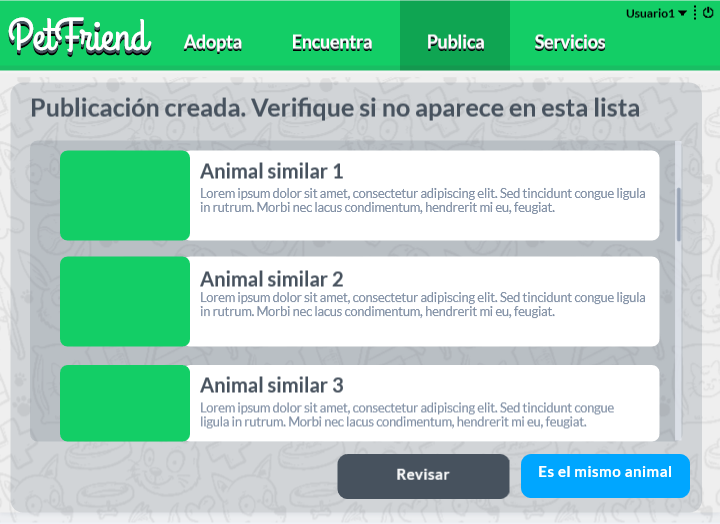 Usuario1
PetFriend
Adopta
Encuentra
Publica
Servicios
Publicación creada. Verifique si no aparece en esta lista
Animal similar 1
Lorem ipsum dolor sit amet, consectetur adipiscing elit. Sed tincidunt congue ligula
in rutrum. Morbi nec lacus condimentum, hendrerit mi eu, feugiat.
Animal similar 2
Lorem ipsum dolor sit amet, consectetur adipiscing elit. Sed tincidunt congue ligula
in rutrum. Morbi nec lacus condimentum, hendrerit mi eu, feugiat.
Animal similar 3
Lorem ipsum dolor sit amet, consectetur adipiscing elit. Sed tincidunt congue
ligula in rutrum. Morbi nec lacus condimentum, hendrerit mi eu, feugiat.
Revisar
Es el mismo animal